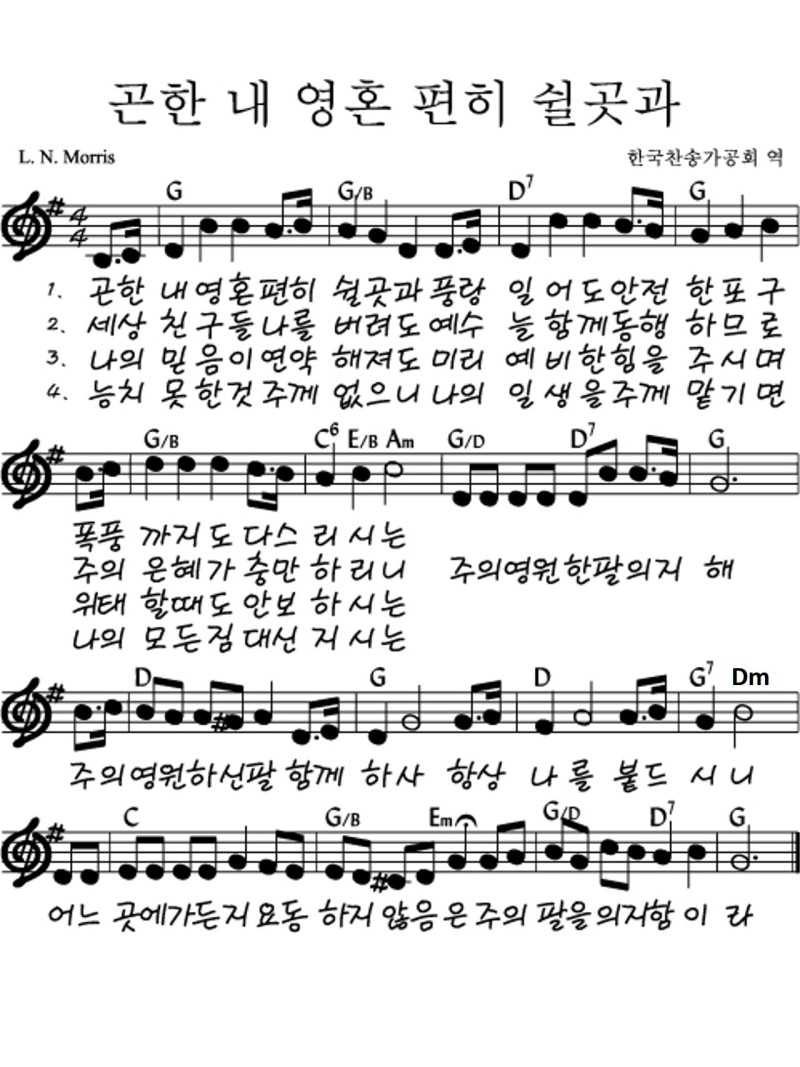 곤한 내 영혼 편히 쉴곳과
L. N. Morris 한국찬송가공회 역
G G/B D7 G
1. 곤한 내 영혼 편히 쉴곳과 풍랑 일 어 도 안전 한 포 구
2. 세상 친 구 들 나를 버려도 예수 늘 함께 동행 하 므 로
3. 나의 믿 음 이 연약 해져도 미리 예 비 한 힘을 주 시 며
4. 능치 못 한 것 주께 없으니 나의 일 생 을 주께 맡 기 면
G/B C6 E/B Am G/D D7 G
폭풍 까지도 다스 리 시 는
주의 은혜가 충만 하 리 니 주의영원한팔의지 해
위태 할때도 안보 하 시 는
나의 모든짐 대신 지 시 는
D G D G7 Dm
주의영원하신팔 함께 하 사 항상 나 를 붙드 시 니
C G/B Em G/D D7 G
어느 곳에가든지 요동 하지 않음은 주의 팔을의지함 이 라